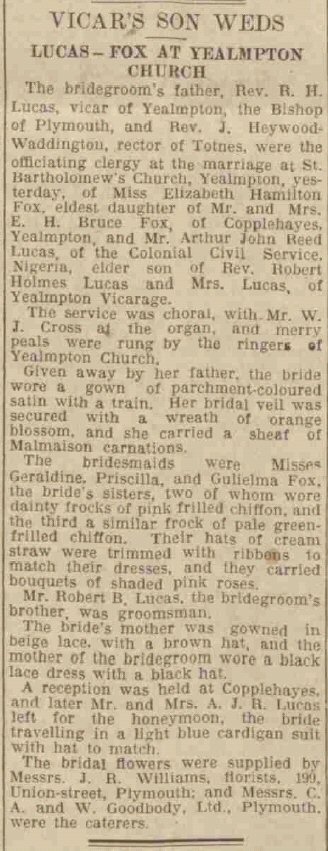 VICAR'S SON WEDS
LUCAS – FOX AT YEALMPTON
CHURCH
The bridegroom's father, Rev. R. H.
Lucas, vicar of Yealmpton, the Bishop
of Plymouth, and Rev. J. Heywood-
Waddington, rector of Totnes, were the
officiating clergy at the marriage at St.
Bartholomew's Church, Yealmpton, yes-
terday, of Miss Elizabeth Hamilton
Fox, eldest daughter of Mr. and Mrs.
E. H. Bruce Fox, of Copplehayes,
Yealmpton, and Mr. Arthur John Reed
Lucas, of the Colonial Civil Service,
Nigeria, elder son of Rev. Robert
Holmes Lucas and Mrs. Lucas, of
Yealmpton Vicarage.
The service was choral, with Mr. W.
J. Cross at the organ, and merry
peals were rung by the ringers of
Yealmpton Church.
Given away by her father, the bride
wore a gown of parchment-coloured
satin with a train. Her bridal veil was
secured with a wreath of orange
blossom, and she carried a sheaf of
Malmaison carnations.
The bridesmaids were Misses
Geraldine, Priscilla, and Gulielma Fox,
the bride's sisters, two of whom wore
dainty frocks of pink frilled chiffon, and
the third a similar frock of pale green-
frilled chiffon. Their hats of cream
straw were trimmed with ribbons to
match their dresses, and they carried
bouquets of shaded pink roses.
Mr. Robert B. Lucas, the bridegroom's
brother, was groomsman.
The bride's mother was gowned in
beige lace, with a brown hat, and the
mother of the bridegroom wore a black
lace dress with a black hat.
A reception was held at Copplehayes,
and later Mr. and Mrs. A. J. R. Lucas
left for the honeymoon, the bride
travelling in a light blue cardigan suit
with hat to match.
The bridal flowers were supplied by
Messrs. J. R. Williams, florists, 199,
Union-street, Plymouth; and Messrs. C.
A. and W. Goodbody, Ltd., Plymouth,
were the caterers.